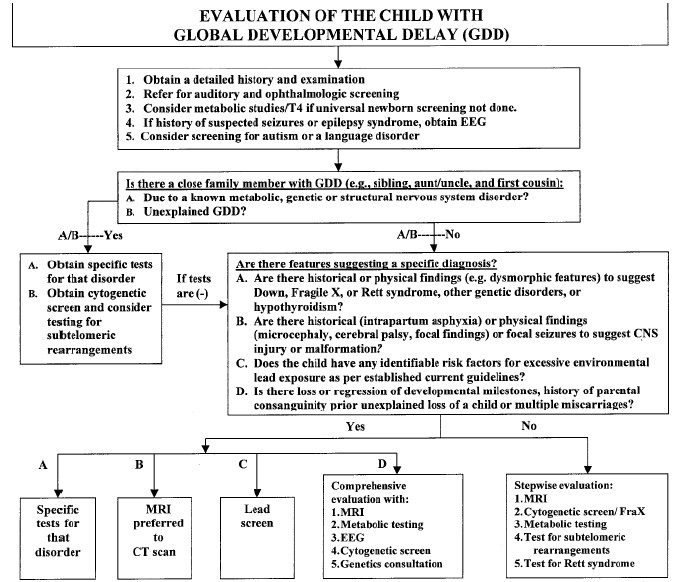 EVALUATION OF THE CHILD WITH
GLOBAL DEVELOPMENTAL DELAY (GDD)
1. Obtain a detailed history and examination
2. Refer for auditory and ophthalmologic screening
3. Consider metabolic studies/T4 if universal newborn screening not done.
4. If history of suspected seizures or epilepsy syndrome, obtain EEG
5. Consider screening for autism or a language disorder
Is there a close family member with GDD (e.g., sibling, aunt/uncle, and first cousin):
A. Due to a known metabolic, genetic or structural nervous system disorder?
B. Unexplained GDD?
A/B------Yes
A/B------No
A. Obtain specific tests
for that disorder
B. Obtain cytogenetic
screen and consider
testing for
subtelomeric
rearrangements
If tests
are (-)
Are there features suggesting a specific diagnosis?
A. Are there historical or physical findings (e.g. dysmorphic features) to suggest
Down, Fragile X, or Rett syndrome, other genetic disorders, or
hypothyroidism?
B. Are there historical (intrapartum asphyxia) or physical findings
(microcephaly, cerebral palsy, focal findings) or focal seizures to suggest CNS
injury or malformation?
C. Does the child have any identifiable risk factors for excessive environmental
lead exposure as per established current guidelines?
D. Is there loss or regression of developmental milestones, history of parental
consanguinity prior unexplained loss of a child or multiple miscarriages?
Yes
No
A
B
C
D
Specific
tests for
that
disorder
MRI
preferred
to
CT scan
Lead
screen
Comprehensive
evaluation with:
1.MRI
2.Metabolic testing
3.EEG
4.Cytogenetic screen
5.Genetics consultation
Stepwise evaluation:
1.MRI
2.Cytogenetic screen/ FraX
3.Metabolic testing
4.Test for subtelomeric
rearrangements
5.Test for Rett syndrome